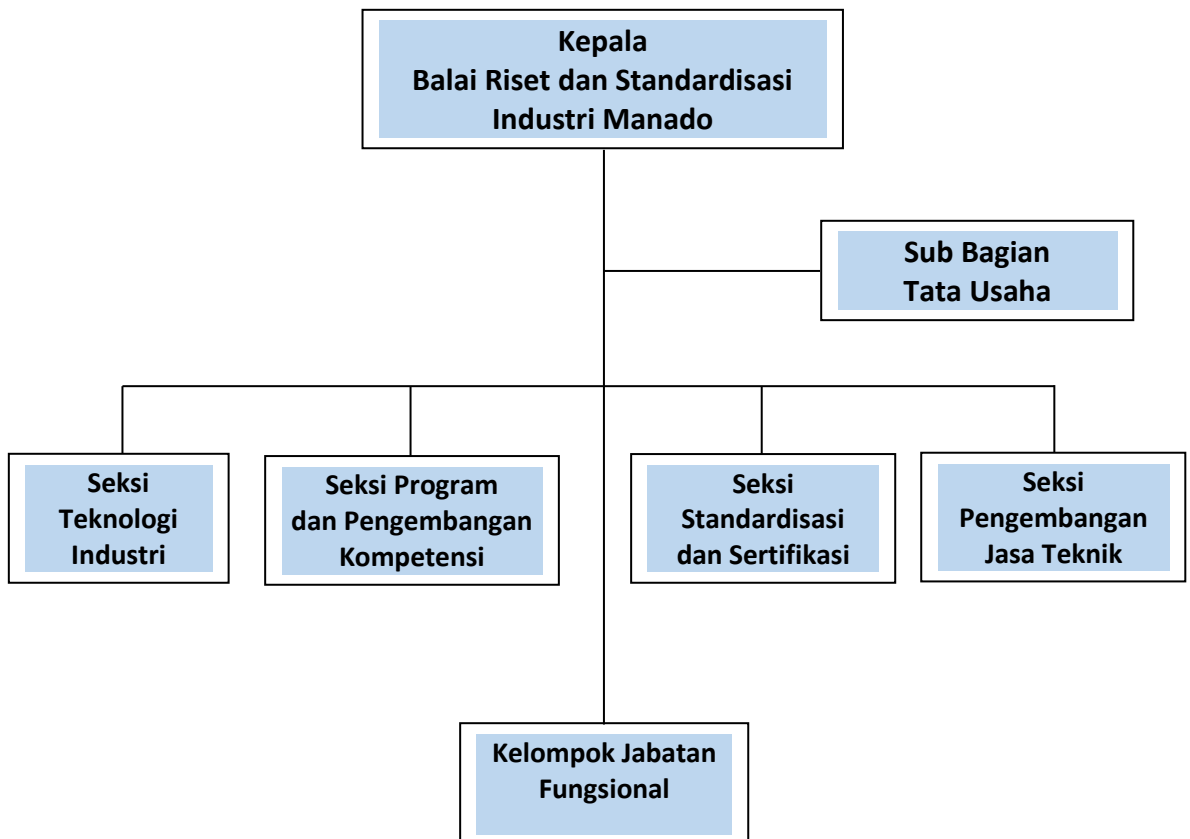 Kepala
Balai Riset dan Standardisasi
Industri Manado
Sub Bagian
Tata Usaha
Seksi
Teknologi
Industri
Seksi Program
dan Pengembangan
Kompetensi
Seksi
Standardisasi
dan Sertifikasi
Seksi
Pengembangan
Jasa Teknik
Kelompok Jabatan
Fungsional